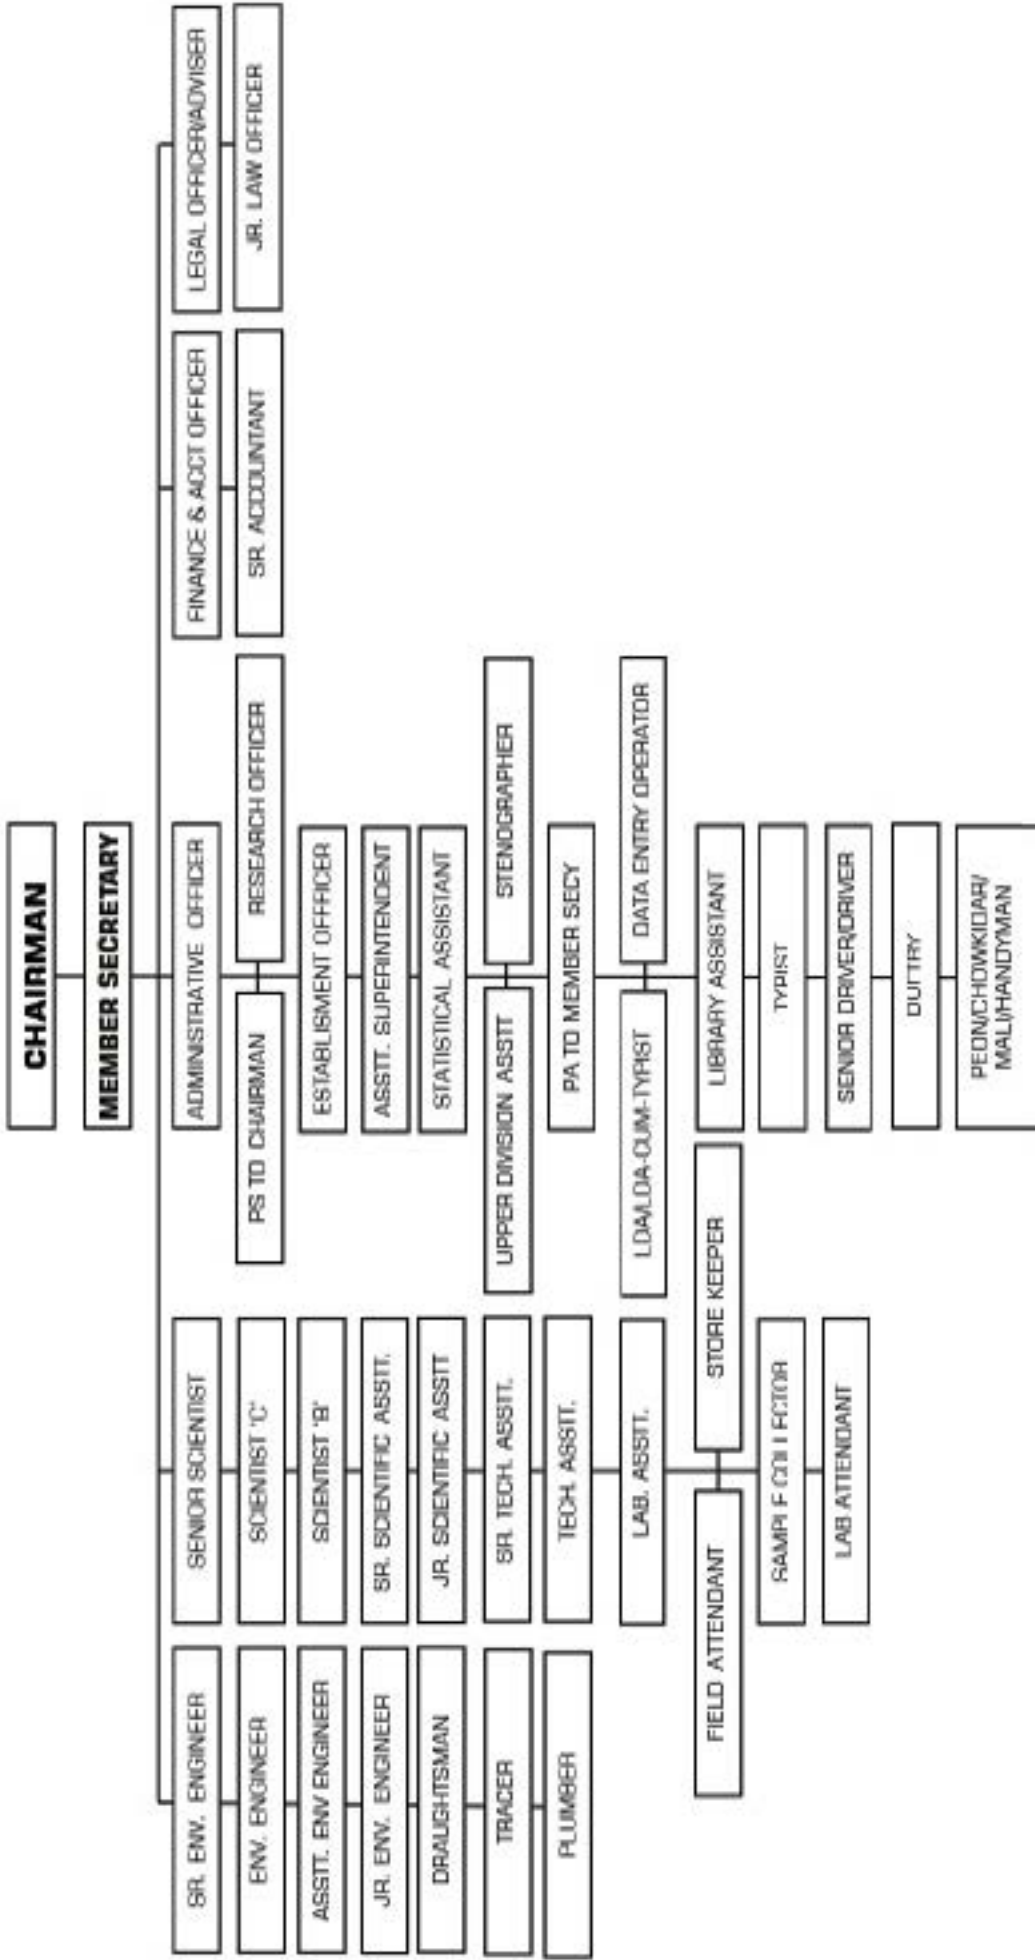 CHAIRMAN
MEMBER SECRETARY
SR. ENV. ENGINEER
ENV. ENGINEER
ASSTT. ENV ENGINEER
JR. ENV. ENGINEER
DRAUGHTSMAN
TRACER
PLUMBER
SENIOR SCIENTIST
SCIENTIST 'C'
SCIENTIST 'B'
SR. SCIENTIFIC ASSTT.
JR. SCIENTIFIC ASSTT
SR. TECH. ASSTT.
TECH. ASSTT.
LAB. ASSTT.
FIELD ATTENDANT
STORE KEEPER
SAMPLE COLLECTOR
LAB ATTENDANT
ADMINISTRATIVE OFFICER
PS TO CHAIRMAN
RESEARCH OFFICER
ESTABLISMENT OFFICER
ASSTT. SUPERINTENDENT
STATISTICAL ASSISTANT
UPPER DIVISION ASSTT
STENOGRAPHER
PA TO MEMBER SECY
LDA/LDA-CUM-TYPIST
DATA ENTRY OPERATOR
LIBRARY ASSISTANT
TYPIST
SENIOR DRIVER/DRIVER
DUTTRY
PEON/CHOWKIDAR/
MALI/HANDYMAN
FINANCE & ACCT OFFICER
SR. ACCOUNTANT
LEGAL OFFICER/ADVISER
JR. LAW OFFICER